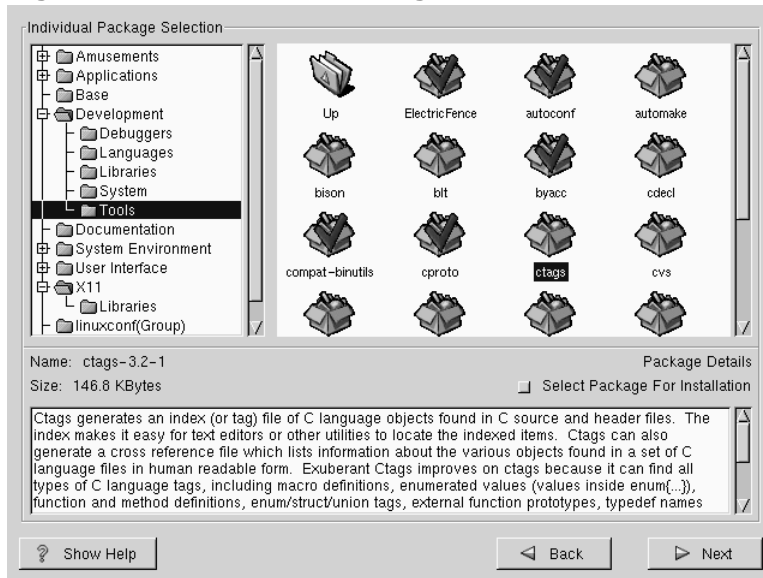 Individual Package Selection
Amusements
Applications
Base
Development
Debuggers
Languages
Libraries
System
Tools
Documentation
System Environment
User Interface
X11
Libraries
linuxconf(Group)
Up ElectricFence autoconf automake
bison blt byacc cdecl
compat-binutils cproto ctags cvs
Name: ctags-3.2-1 Package Details
Size: 146.8 KBytes Select Package For Installation
Ctags generates an index (or tag) file of C language objects found in C source and header files. The
index makes it easy for text editors or other utilities to locate the indexed items. Ctags can also
generate a cross reference file which lists information about the various objects found in a set of C
language files in human readable form. Exuberant Ctags improves on ctags because it can find all
types of C language tags, including macro definitions, enumerated values (values inside enum{...}),
function and method definitions, enum/struct/union tags, external function prototypes, typedef names
? Show Help Back Next